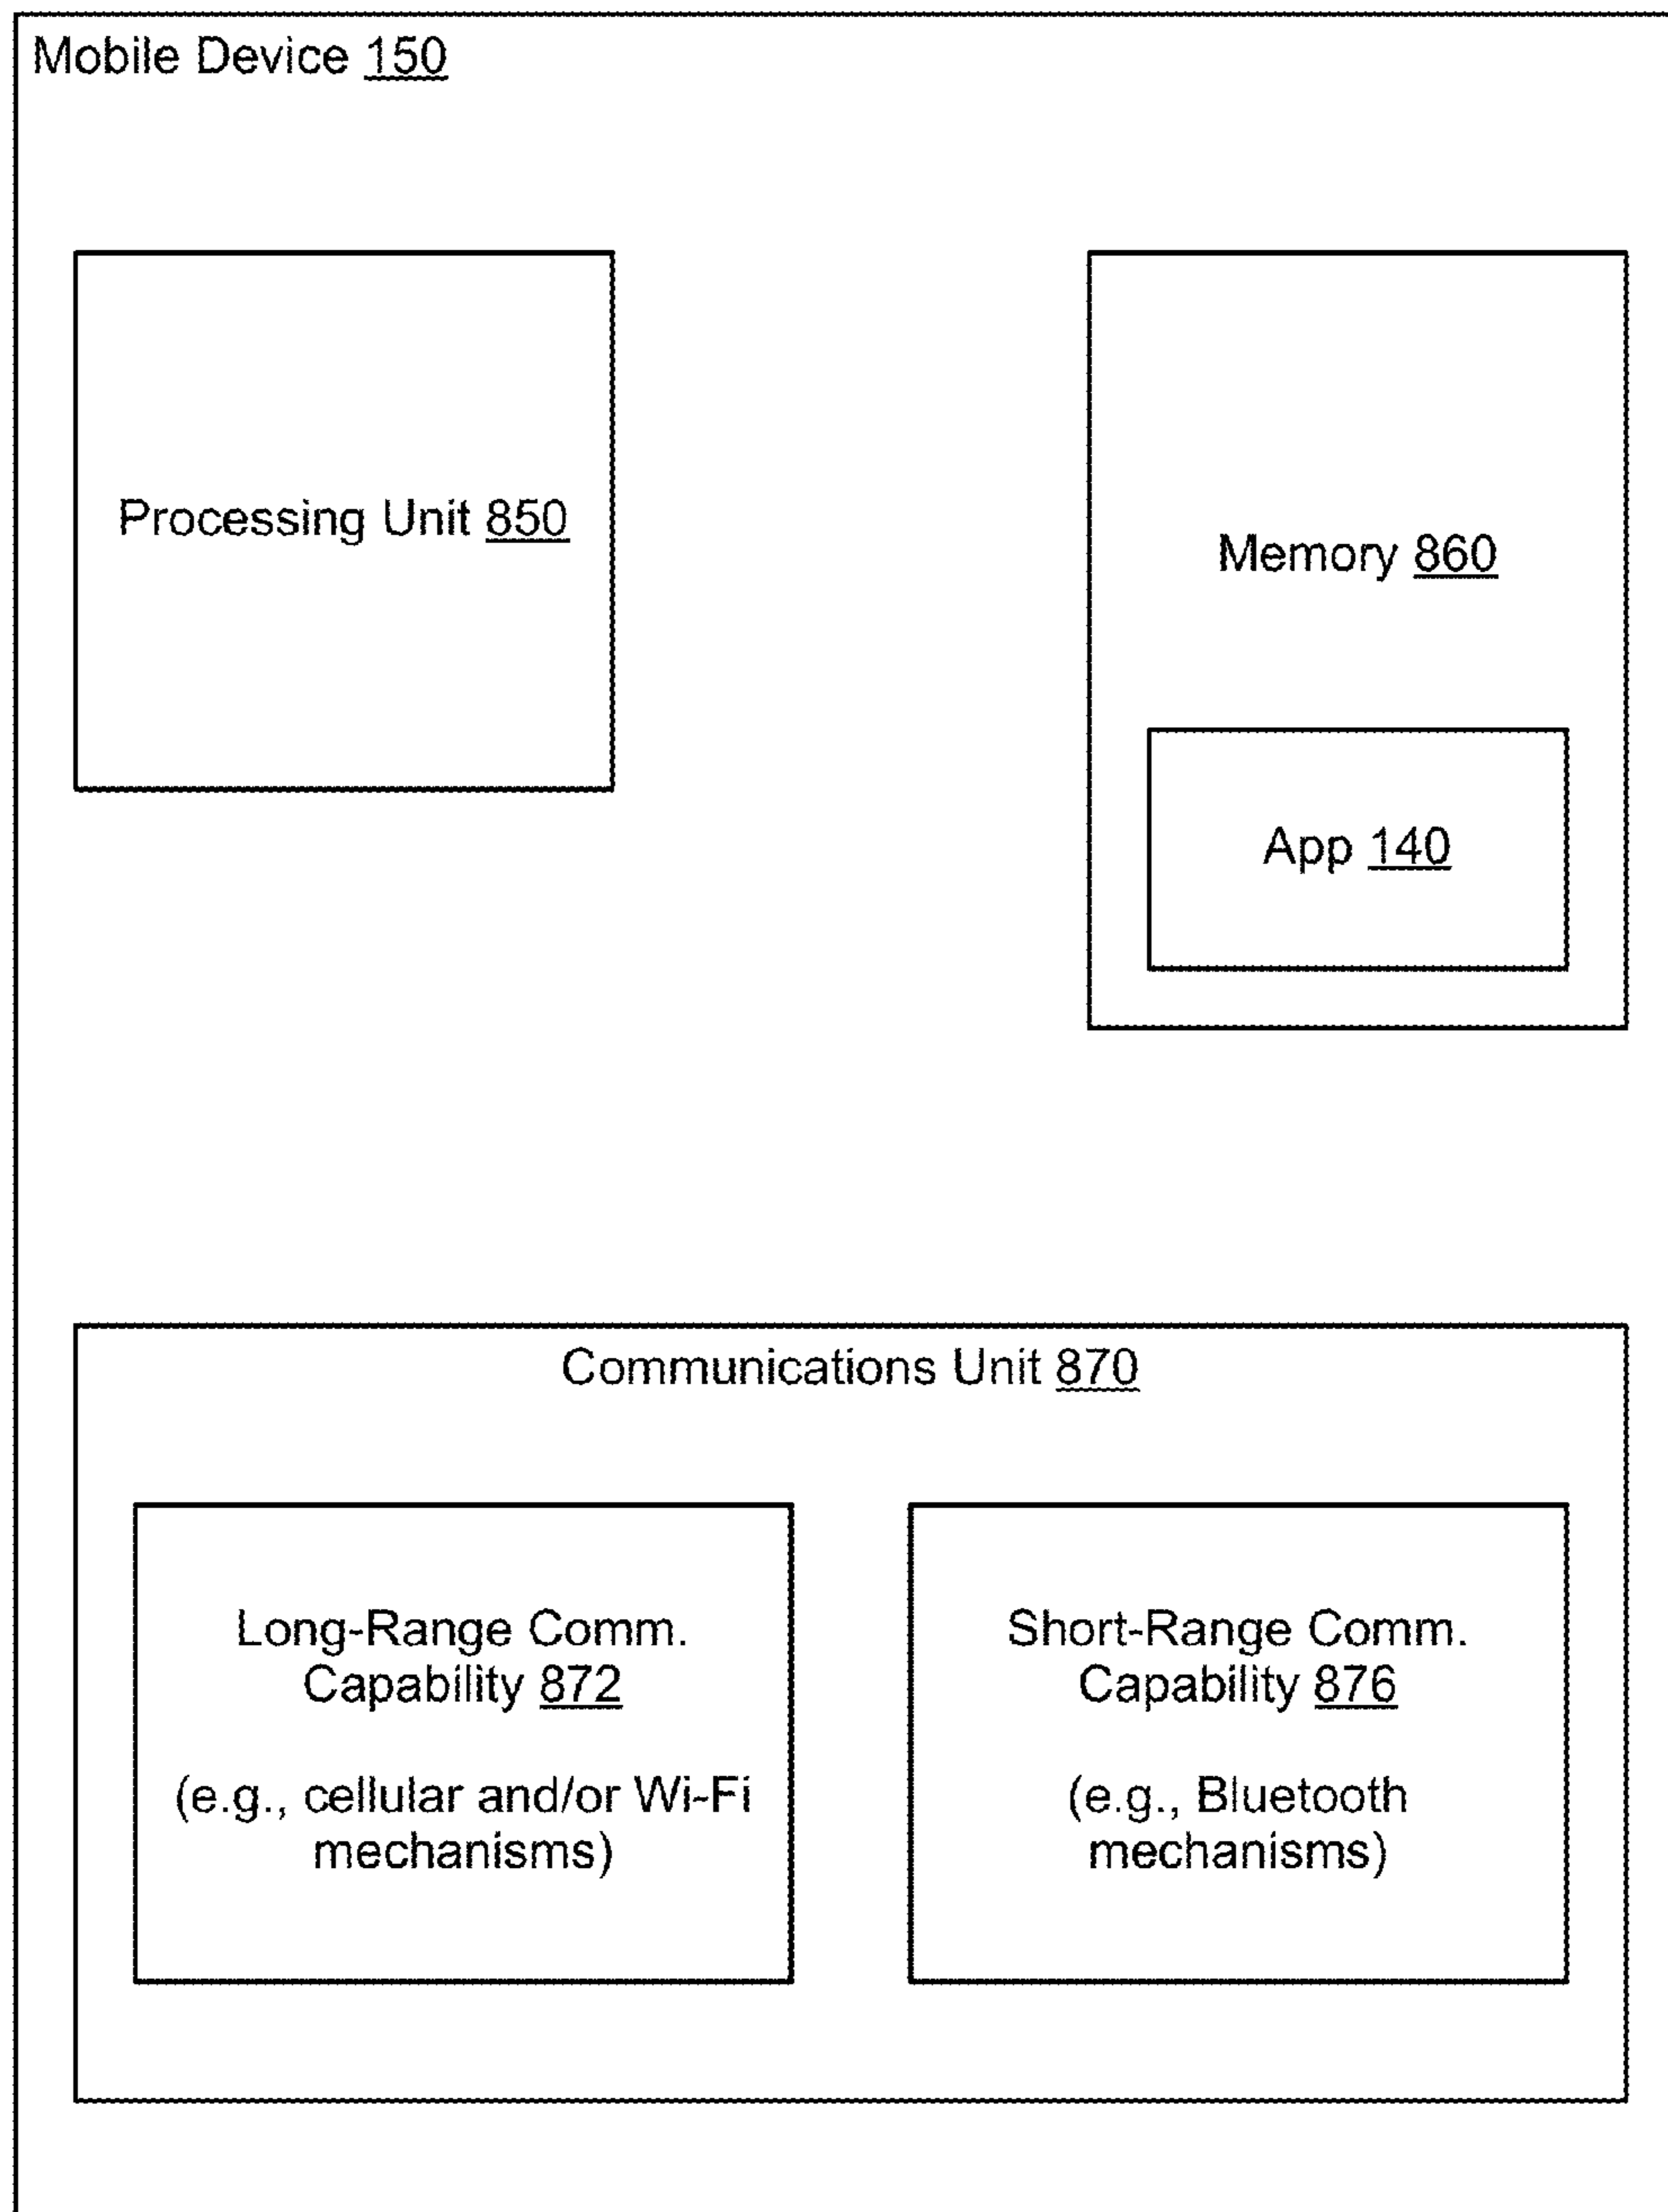 Mobile Device 150
Processing Unit 850
Memory 860
App 140
Communications Unit 870
Long-Range Comm.
Capability 872
(e.g., cellular and/or Wi-Fi
mechanisms)
Short-Range Comm.
Capability 876
(e.g., Bluetooth
mechanisms)